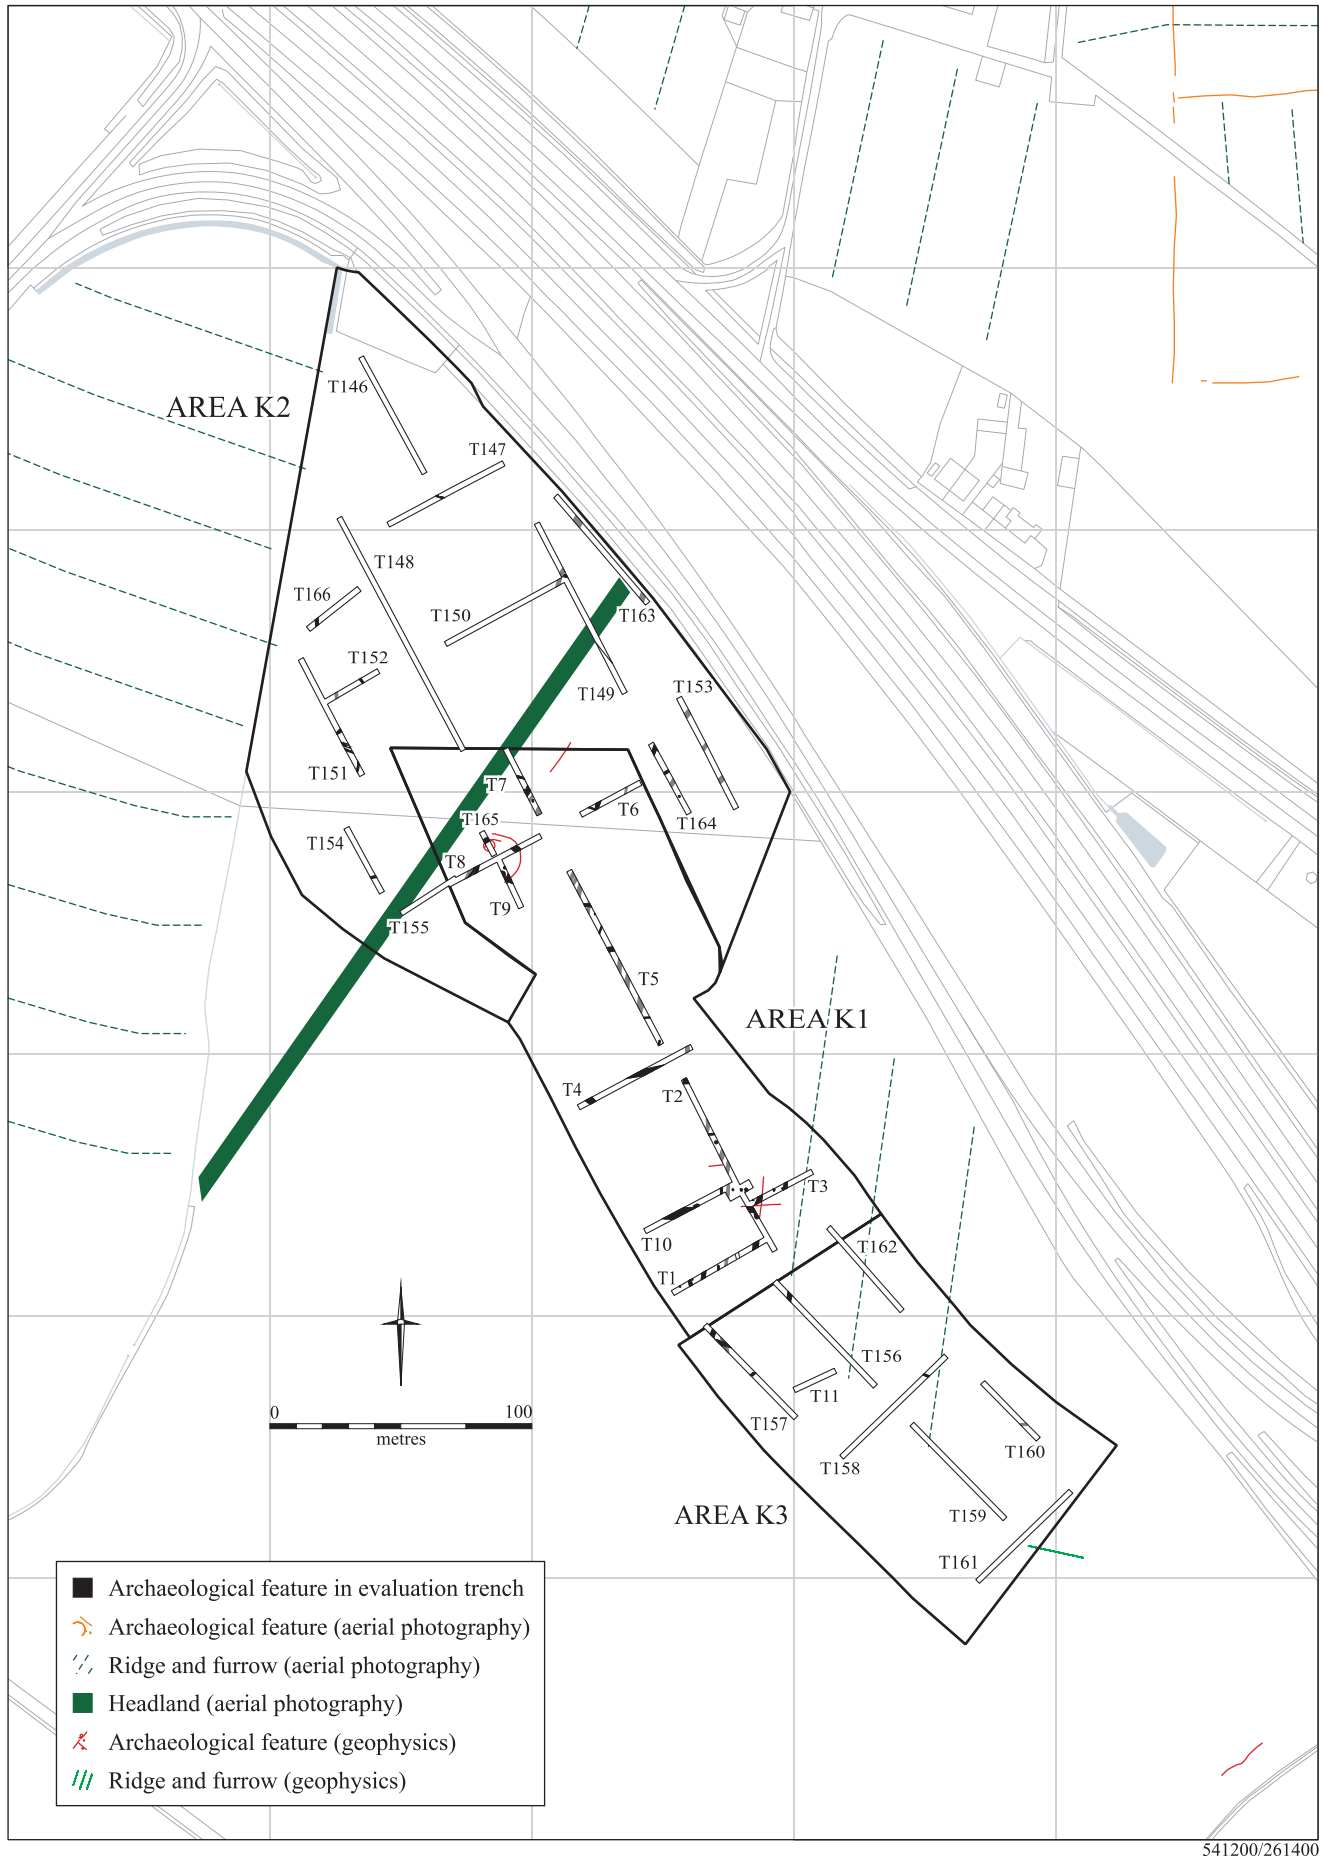 T146
AREA K2
T147
T148
T166
T150
T163
T152
T149
T153
T151
T7
T6
T165
T164
T154
T8
T9
T155
T5
AREA K1
T4
T2
T3
T10
T162
T1
T156
T11
0 100
metres
T157
T160
T158
AREA K3
T159
T161
Archaeological feature in evaluation trench
Archaeological feature (aerial photography)
Ridge and furrow (aerial photography)
Headland (aerial photography)
Archaeological feature (geophysics)
Ridge and furrow (geophysics)
541200/261400